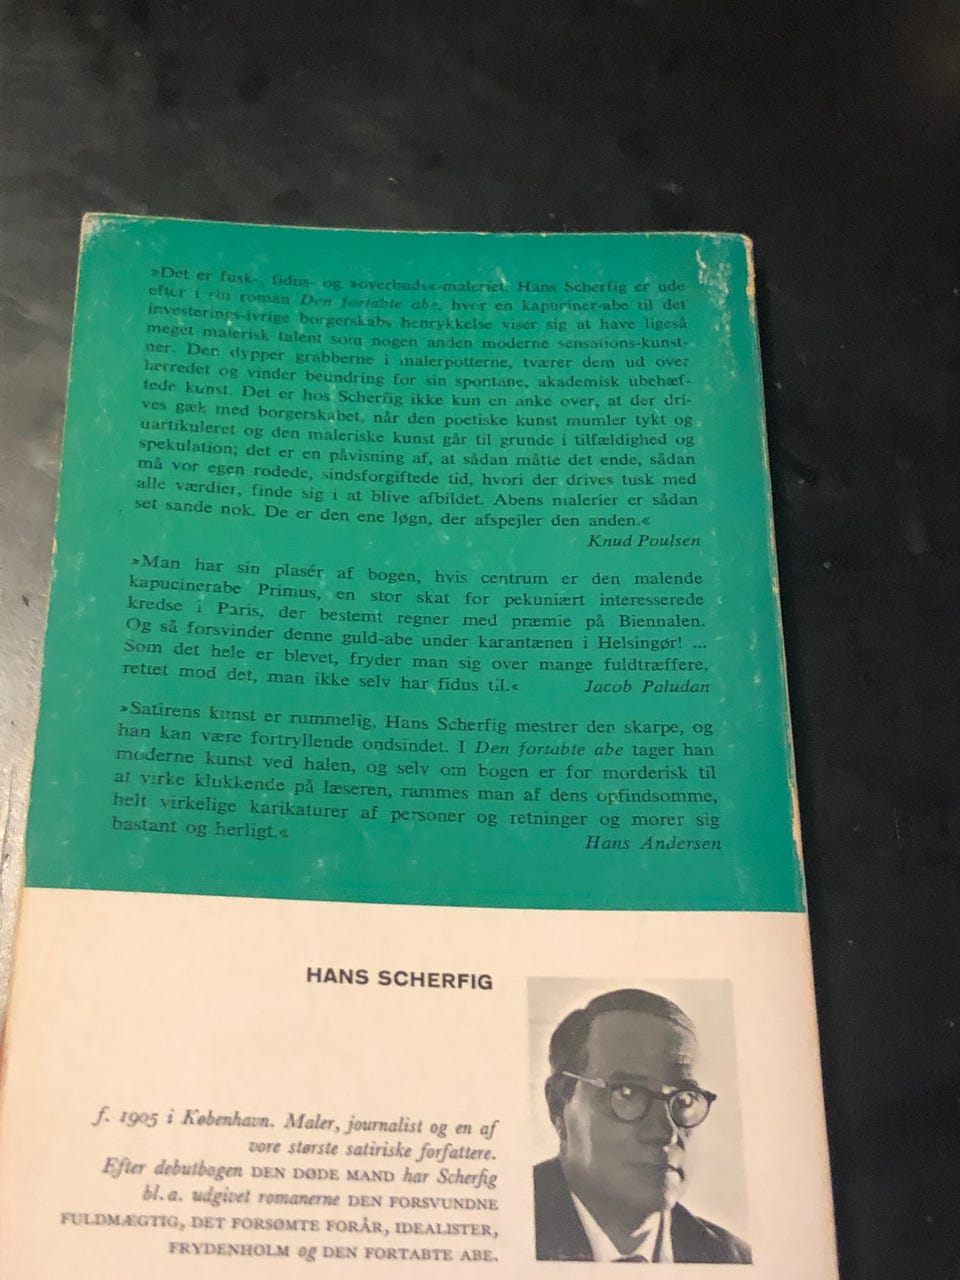 »Det er fusk-, fidus- og »overbuds«-maleriet, Hans Scherfig er ude
efter i sin roman Den fortabte abe, hvor en kapuciner-abe til det
investerings-ivrige borgerskabs henrykkelse viser sig at have ligeså
meget malerisk talent som nogen anden moderne sensations-kunst-
ner. Den dypper grabberne i malerpotterne, tværer dem ud over
lærredet og vinder beundring for sin spontane, akademisk ubehæf-
tede kunst. Det er hos Scherfig ikke kun en anke over, at der dri-
ves gæk med borgerskabet, når den poetiske kunst mumler tykt og
uartikuleret og den maleriske kunst går til grunde i tilfældighed og
spekulation; det er en påvisning af, at sådan måtte det ende, sådan
må vor egen rodede, sindsforgiftede tid, hvori der drives tusk med
alle værdier, finde sig i at blive afbildet. Abens malerier er sådan
set sande nok. De er den ene løgn, der afspejler den anden.«
Knud Poulsen
»Man har sin plasér af bogen, hvis centrum er den malende
kapucinerabe Primus, en stor skat for pekuniært interesserede
kredse i Paris, der bestemt regner med præmie på Biennalen.
Og så forsvinder denne guld-abe under karantænen i Helsingør! ...
Som det hele er blevet, fryder man sig over mange fuldtræffere,
rettet mod det, man ikke selv har fidus til.« Jacob Paludan
»Satirens kunst er rummelig, Hans Scherfig mestrer den skarpe, og
han kan være fortryllende ondsindet. I Den fortabte abe tager han
moderne kunst ved halen, og selv om bogen er for morderisk til
at virke klukkende på læseren, rammes man af dens opfindsomme,
helt virkelige karikaturer af personer og retninger og morer sig
bastant og herligt.«
Hans Andersen
HANS SCHERFIG
f. 1905 i København. Maler, journalist og en af
vore største satiriske forfattere.
Efter debutbogen DEN DØDE MAND har Scherfig
bl.a. udgivet romanerne DEN FORSVUNDNE
FULDMÆGTIG, DET FORSØMTE FORÅR, IDEALISTER,
FRYDENHOLM og DEN FORTABTE ABE.